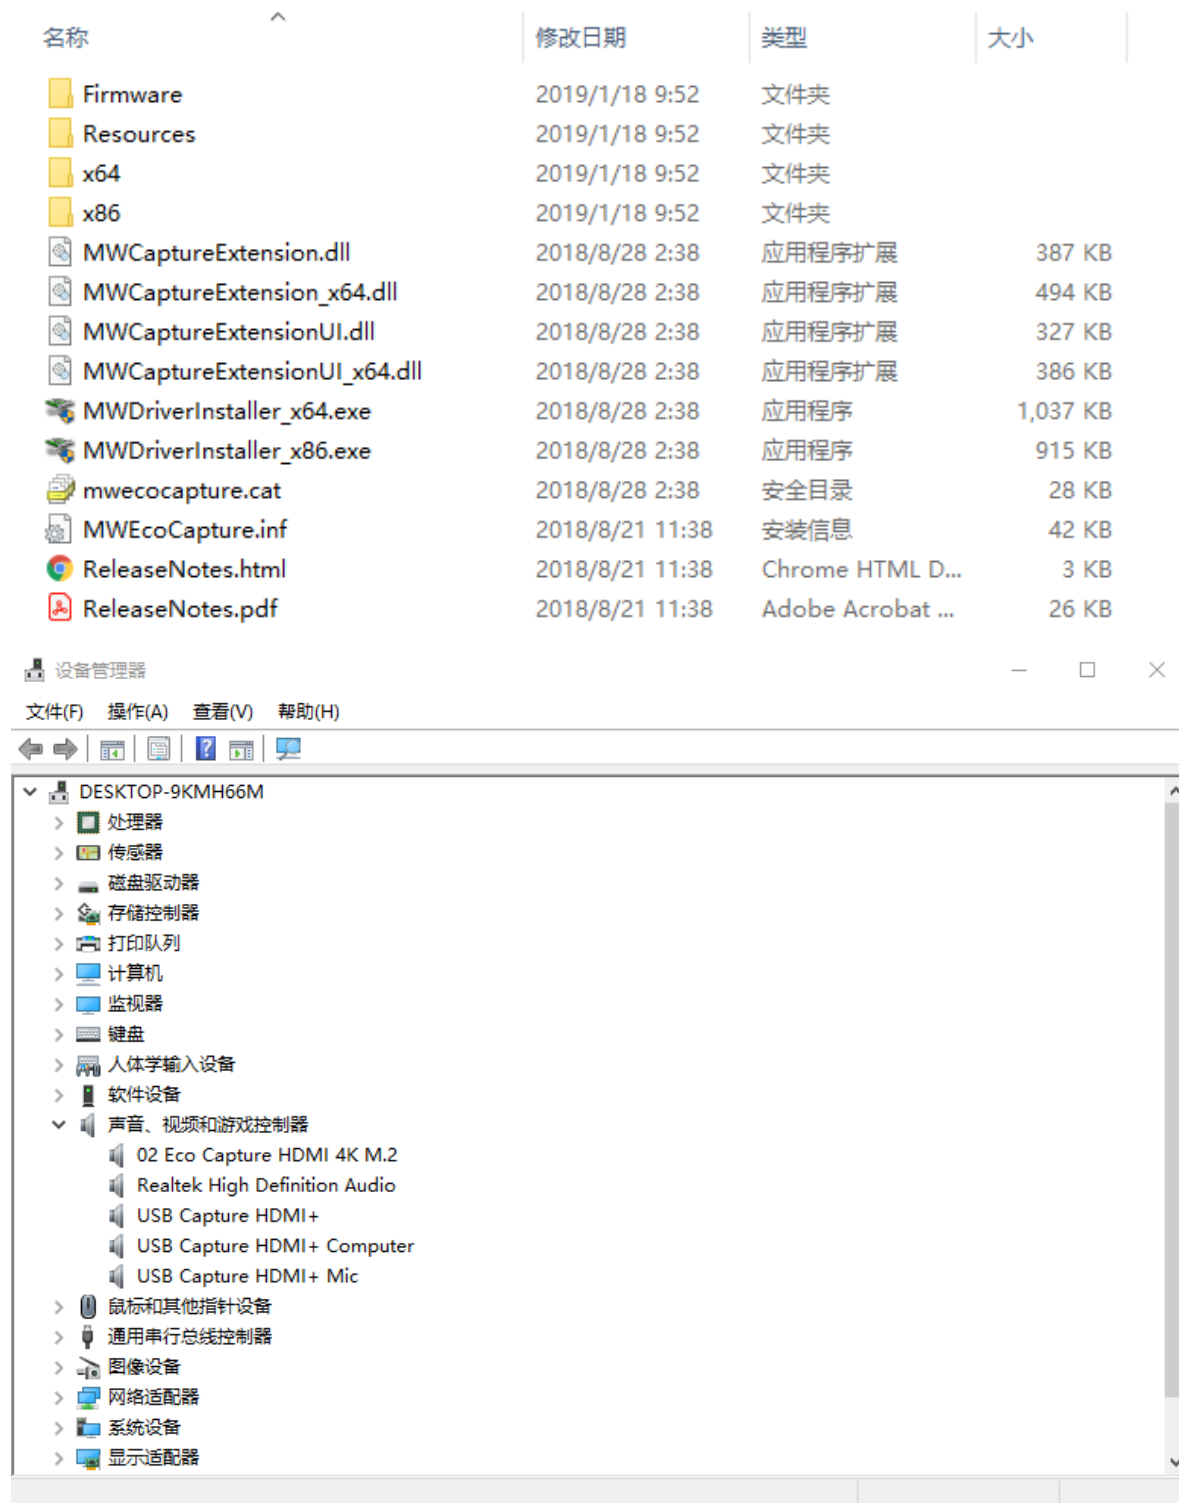 名称 修改日期 类型 大小
Firmware 2019/1/18 9:52 文件夹
Resources 2019/1/18 9:52 文件夹
x64 2019/1/18 9:52 文件夹
x86 2019/1/18 9:52 文件夹
MWCaptureExtension.dll 2018/8/28 2:38 应用程序扩展 387 KB
MWCaptureExtension_x64.dll 2018/8/28 2:38 应用程序扩展 494 KB
MWCaptureExtensionUI.dll 2018/8/28 2:38 应用程序扩展 327 KB
MWCaptureExtensionUI_x64.dll 2018/8/28 2:38 应用程序扩展 386 KB
MWDriverInstaller_x64.exe 2018/8/28 2:38 应用程序 1,037 KB
MWDriverInstaller_x86.exe 2018/8/28 2:38 应用程序 915 KB
mwecocapture.cat 2018/8/28 2:38 安全目录 28 KB
MWEcoCapture.inf 2018/8/21 11:38 安装信息 42 KB
ReleaseNotes.html 2018/8/21 11:38 Chrome HTML D... 3 KB
ReleaseNotes.pdf 2018/8/21 11:38 Adobe Acrobat ... 26 KB
设备管理器
文件(F) 操作(A) 查看(V) 帮助(H)
DESKTOP-9KMH66M
处理器
传感器
磁盘驱动器
存储控制器
打印队列
计算机
监视器
键盘
人体学输入设备
软件设备
声音、视频和游戏控制器
02 Eco Capture HDMI 4K M.2
Realtek High Definition Audio
USB Capture HDMI+
USB Capture HDMI+ Computer
USB Capture HDMI+ Mic
鼠标和其他指针设备
通用串行总线控制器
图像设备
网络适配器
系统设备
显示适配器